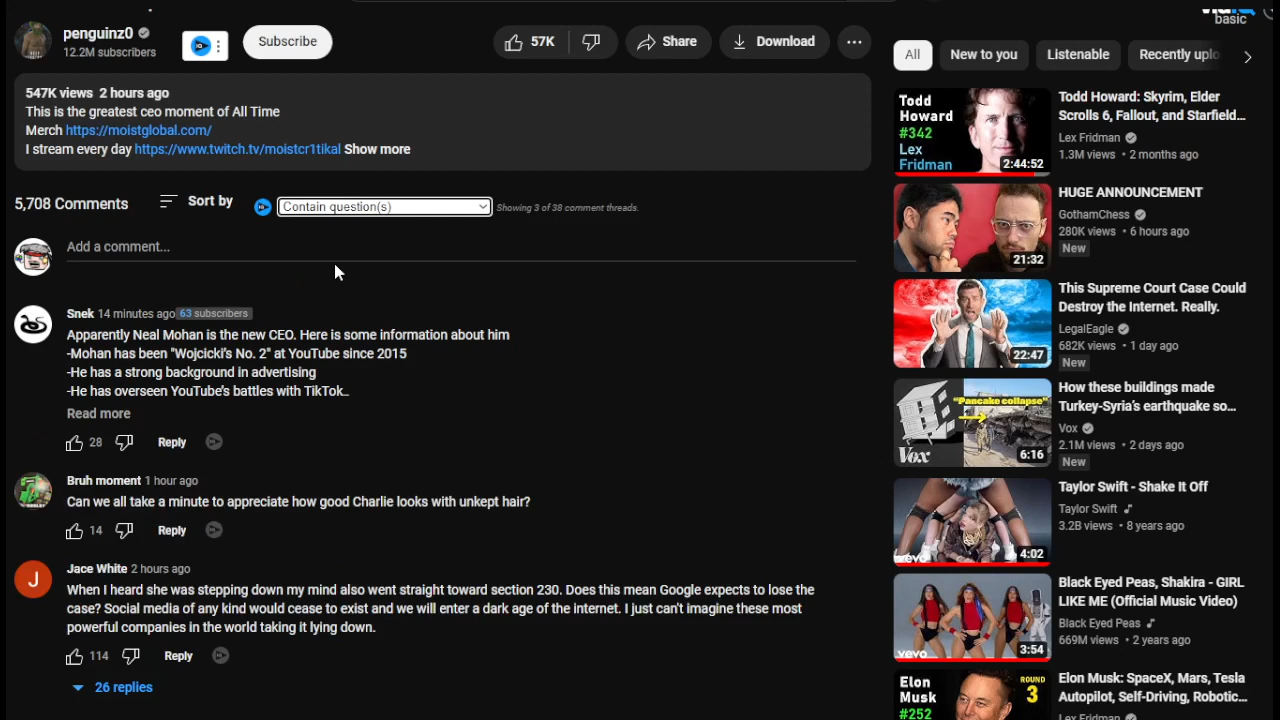 penguinz0
12.2M subscribers
Subscribe
57K
Share
Download
basic
All
New to you
Listenable
Recently uplo
547K views 2 hours ago
This is the greatest ceo moment of All Time
Merch https://moistglobal.com/
I stream every day https://www.twitch.tv/moistcr1tikal Show more
5,708 Comments
Sort by
Contain question(s)
Showing 3 of 38 comment threads.
Add a comment...
Snek 14 minutes ago 63 subscribers
Apparently Neal Mohan is the new CEO. Here is some information about him
-Mohan has been "Wojcicki's No. 2" at YouTube since 2015
-He has a strong background in advertising
-He has overseen YouTube's battles with TikTok...
Read more
28
Reply
Bruh moment 1 hour ago
Can we all take a minute to appreciate how good Charlie looks with unkept hair?
14
Reply
J
Jace White 2 hours ago
When I heard she was stepping down my mind also went straight toward section 230. Does this mean Google expects to lose the
case? Social media of any kind would cease to exist and we will enter a dark age of the internet. I just can't imagine these most
powerful companies in the world taking it lying down.
114
Reply
26 replies
Todd
Howard
#342
Lex
Fridman
2:44:52
Todd Howard: Skyrim, Elder
Scrolls 6, Fallout, and Starfield...
Lex Fridman
1.3M views • 2 months ago
21:32
HUGE ANNOUNCEMENT
GothamChess
280K views • 6 hours ago
New
22:47
This Supreme Court Case Could
Destroy the Internet. Really.
LegalEagle
682K views • 1 day ago
New
"Pancake collapse"
Vox
6:16
How these buildings made
Turkey-Syria's earthquake so...
Vox
2.1M views • 2 days ago
New
vevo
4:02
Taylor Swift - Shake It Off
Taylor Swift
3.2B views • 8 years ago
vevo
3:54
Black Eyed Peas, Shakira - GIRL
LIKE ME (Official Music Video)
Black Eyed Peas
669M views • 2 years ago
Elon
Musk
#252
ROUND
3
Elon Musk: SpaceX, Mars, Tesla
Autopilot, Self-Driving, Robotic...
Lex Fridman